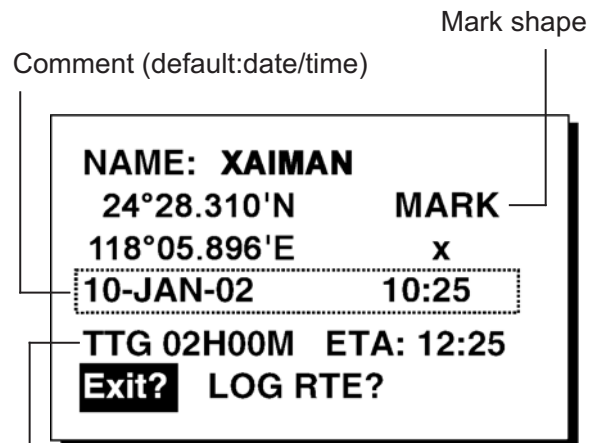 Mark shape
Comment (default:date/time)
NAME: XAIMAN
24°28.310'N MARK
118°05.896'E x
10-JAN-02 10:25
TTG 02H00M ETA: 12:25
Exit? LOG RTE?